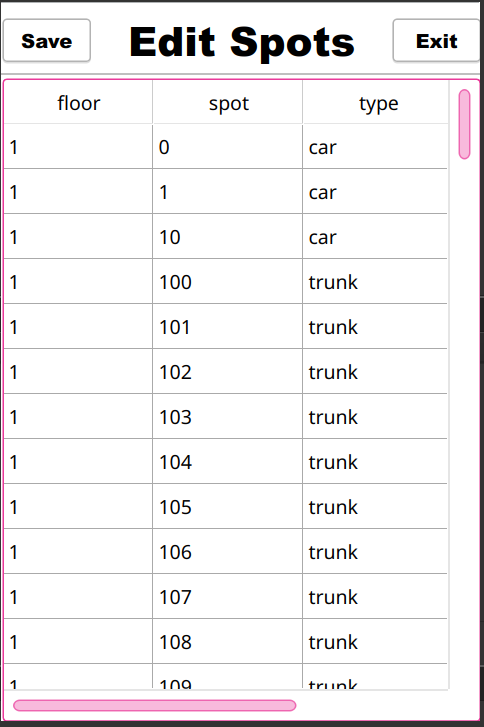 Save Edit Spots Exit
floor spot type
1 0 car
1 1 car
1 10 car
1 100 trunk
1 101 trunk
1 102 trunk
1 103 trunk
1 104 trunk
1 105 trunk
1 106 trunk
1 107 trunk
1 108 trunk
1 109 trunk